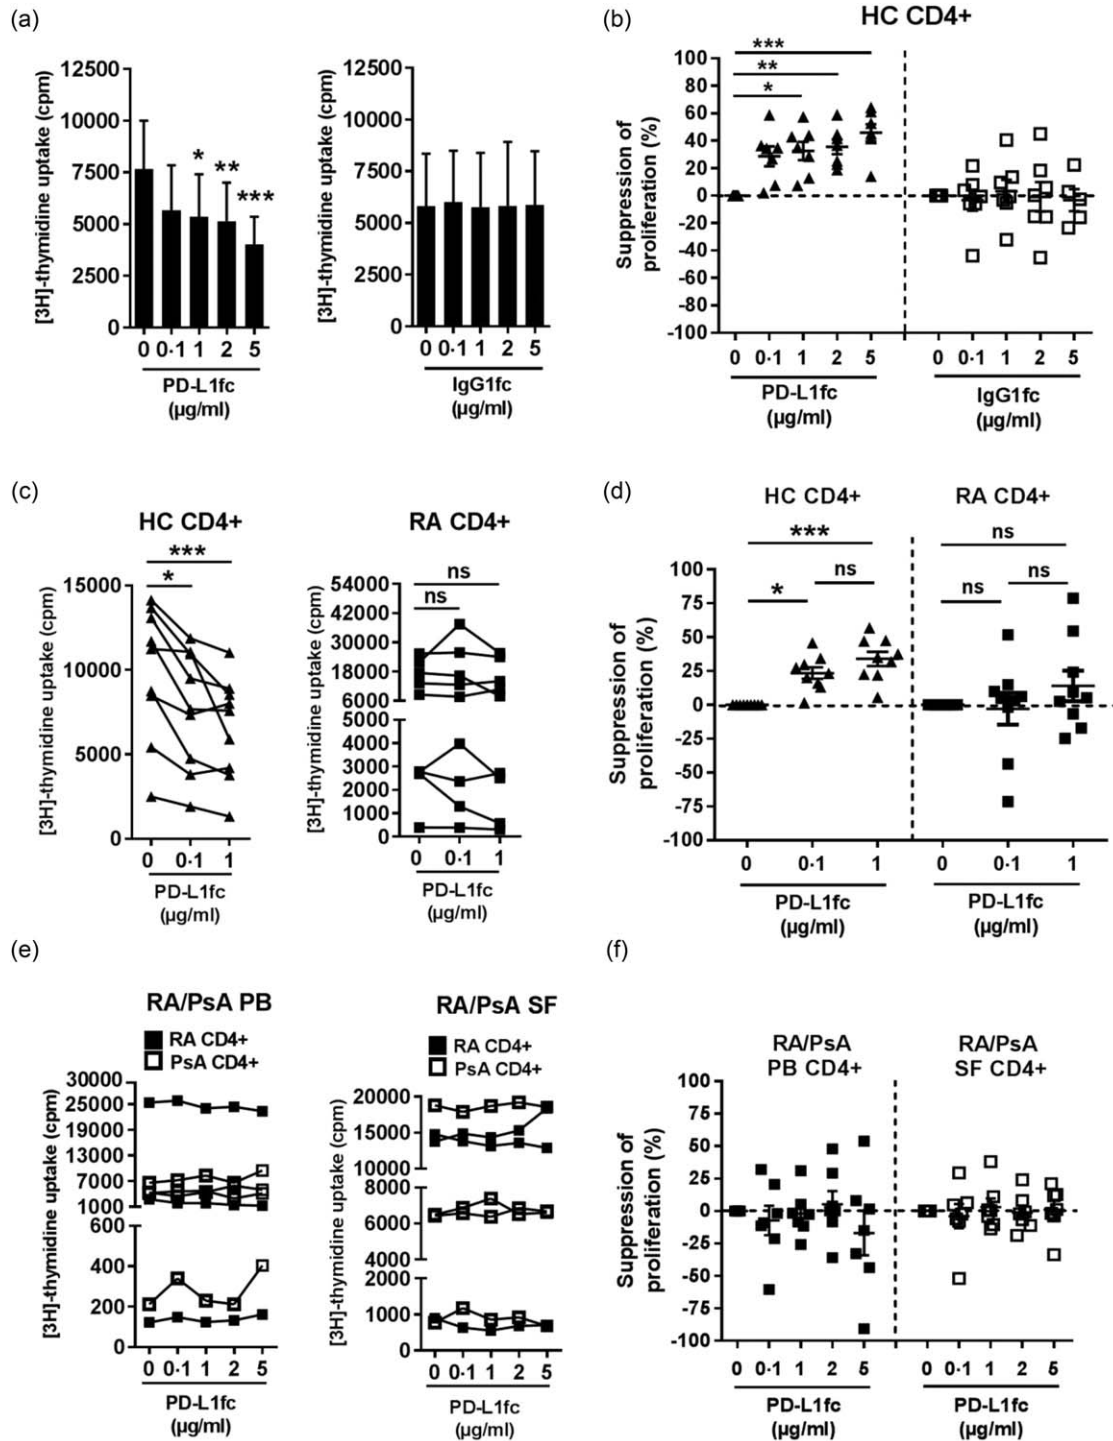 (a)
[3H]-thymidine uptake (cpm)
12500
10000
7500
5000
2500
0
*
**
***
0 0·1 1 2 5
PD-L1fc
(µg/ml)
[3H]-thymidine uptake (cpm)
12500
10000
7500
5000
2500
0
0 0·1 1 2 5
IgG1fc
(µg/ml)
(b)
HC CD4+
Suppression of
proliferation (%)
100
80
60
40
20
0
-20
-40
-60
-80
-100
***
**
*
0 0·1 1 2 5
PD-L1fc
(µg/ml)
0 0·1 1 2 5
IgG1fc
(µg/ml)
(c)
HC CD4+
***
*
[3H]-thymidine uptake (cpm)
15000
10000
5000
0
0 0·1 1
PD-L1fc
(µg/ml)
RA CD4+
ns
ns
[3H]-thymidine uptake (cpm)
54000
42000
30000
18000
6000
5000
4000
3000
2000
1000
0
0 0·1 1
PD-L1fc
(µg/ml)
(d)
HC CD4+
RA CD4+
Suppression of
proliferation (%)
100
75
50
25
0
-25
-50
-75
-100
***
*
ns
ns
ns
ns
0 0·1 1
PD-L1fc
(µg/ml)
0 0·1 1
PD-L1fc
(µg/ml)
(e)
RA/PsA PB
RA CD4+
PsA CD4+
[3H]-thymidine uptake (cpm)
30000
25000
19000
13000
7000
1000
600
400
200
0
0 0·1 1 2 5
PD-L1fc
(µg/ml)
RA/PsA SF
RA CD4+
PsA CD4+
[3H]-thymidine uptake (cpm)
20000
15000
10000
8000
6000
4000
2000
1000
0
0 0·1 1 2 5
PD-L1fc
(µg/ml)
(f)
RA/PsA
PB CD4+
RA/PsA
SF CD4+
Suppression of
proliferation (%)
100
75
50
25
0
-25
-50
-75
-100
0 0·1 1 2 5
PD-L1fc
(µg/ml)
0 0·1 1 2 5
PD-L1fc
(µg/ml)